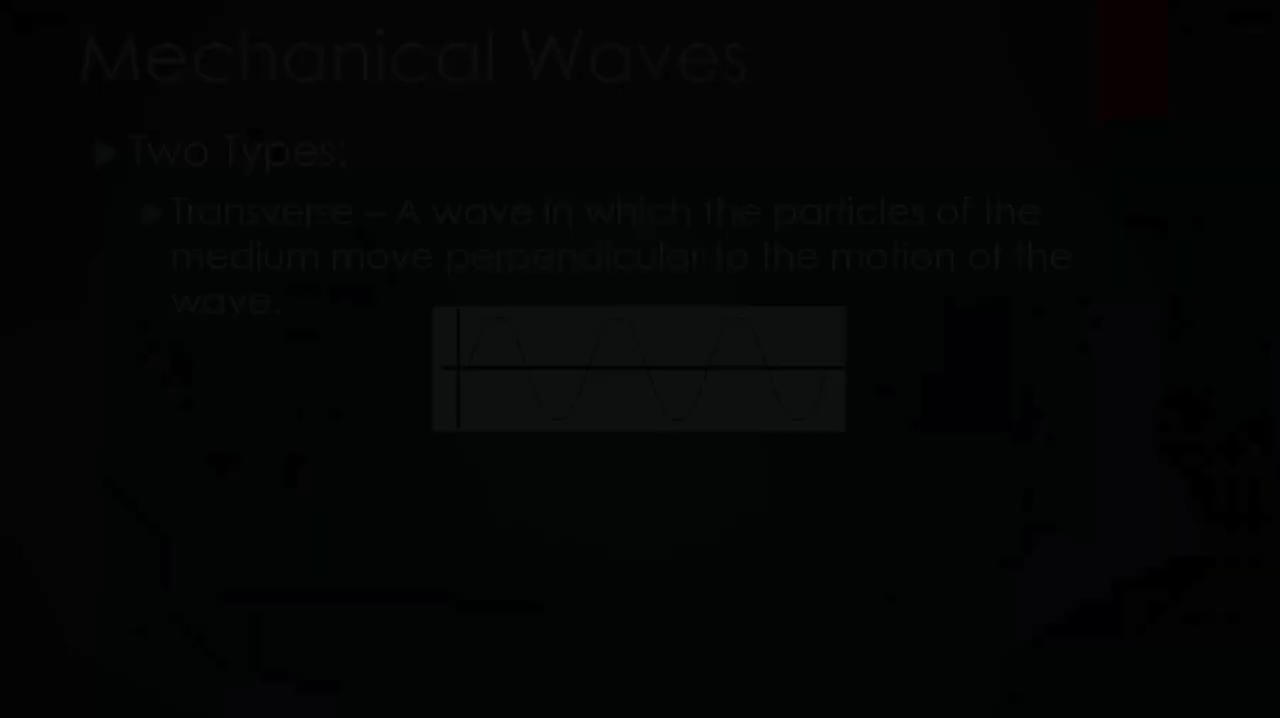 Mechanical Waves
Two Types:
Transverse – A wave in which the particles of the
medium move perpendicular to the motion of the
wave.